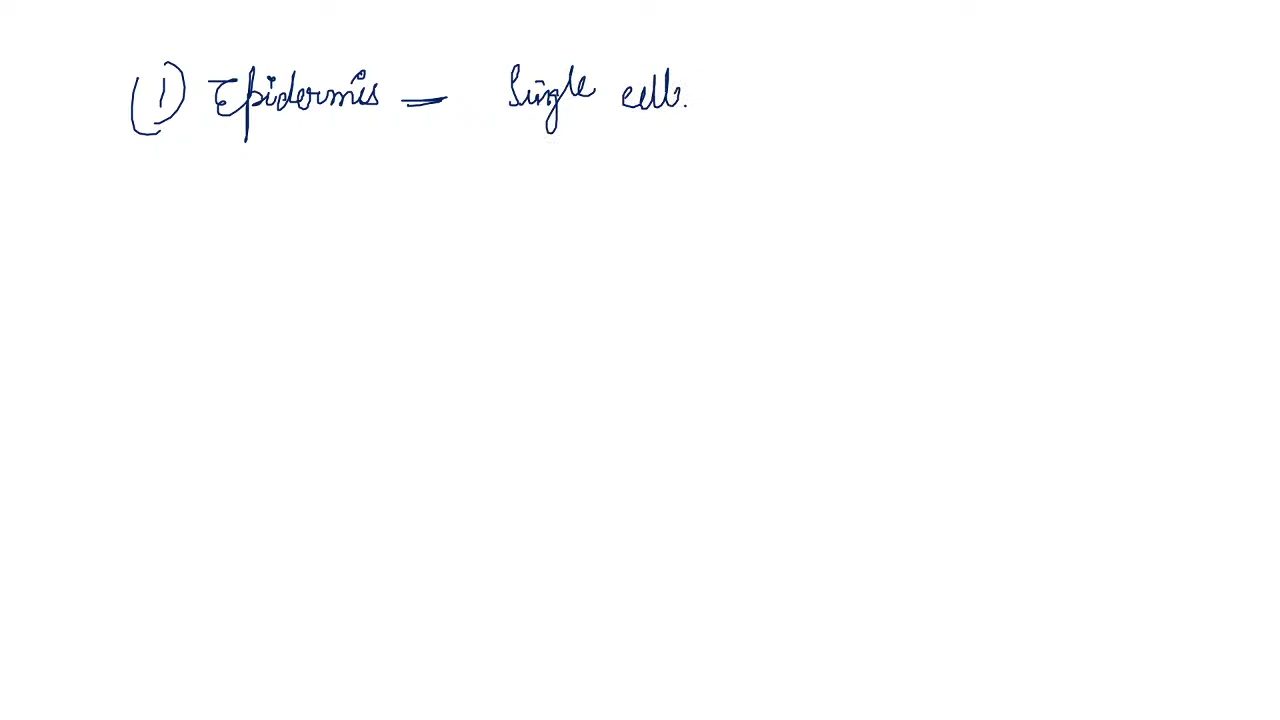 (1) Epidermis — Single cell.